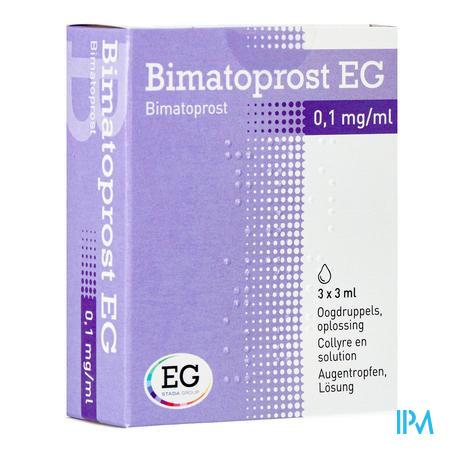 Bimatoprost EG
Bimatoprost
0,1 mg/ml
3 x 3 ml
Oogdruppels,
oplossing
Collyre en
solution
Augentropfen,
Lösung
EG
STADA GROUP
Bimatoprost EG
Bimatoprost
0,1 mg/ml
IPM